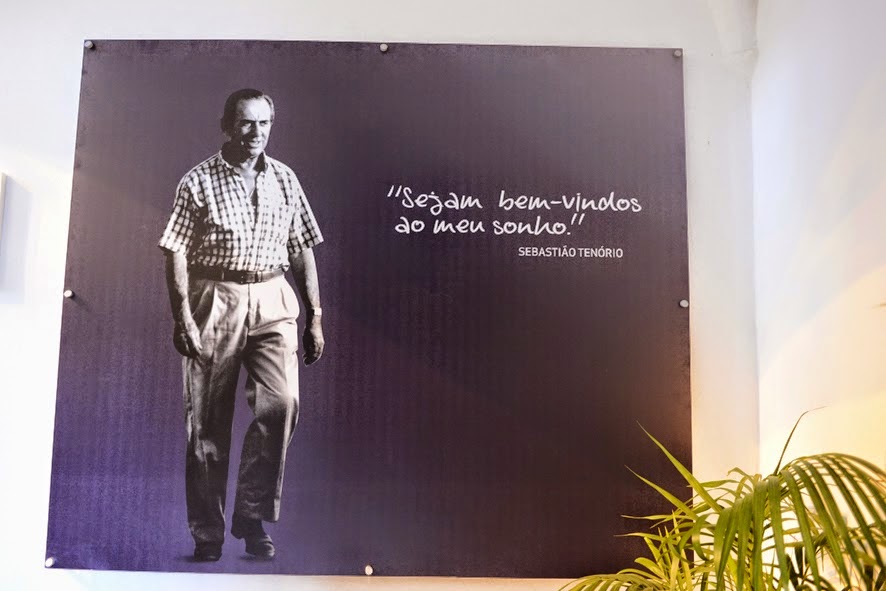 "Sejam bem-vindos
ao meu sonho."
SEBASTIÃO TENÓRIO